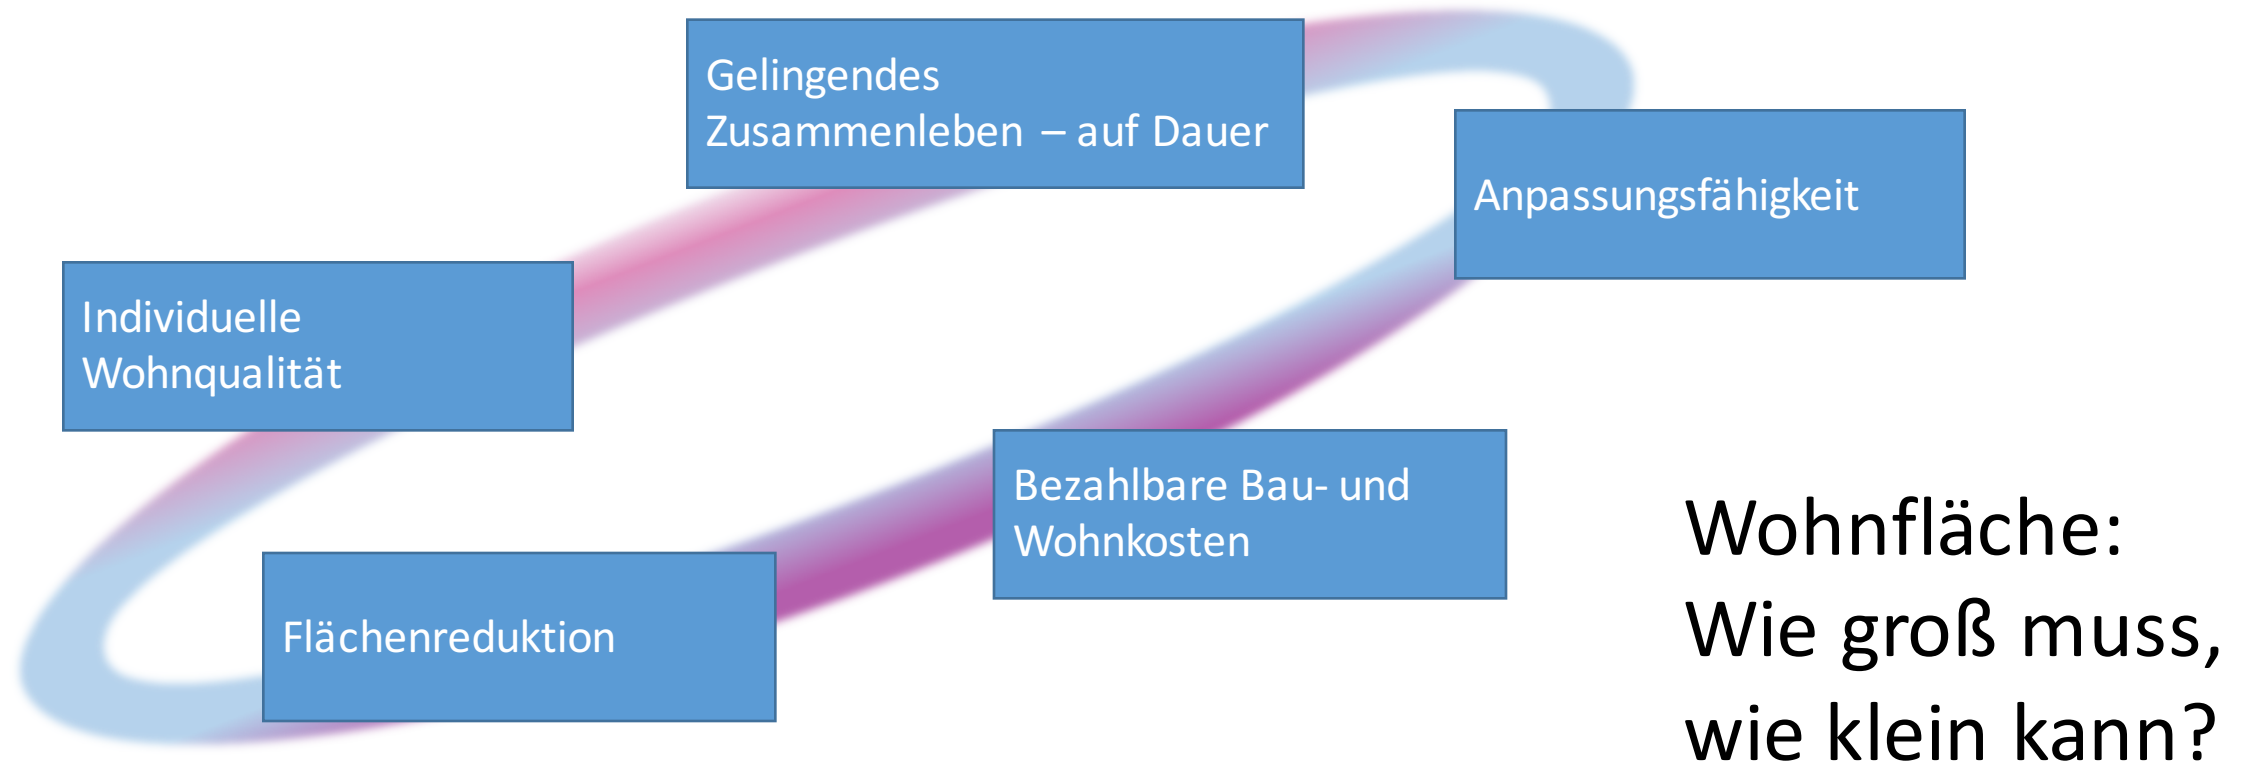 Gelingendes
Zusammenleben – auf Dauer
Anpassungsfähigkeit
Individuelle
Wohnqualität
Bezahlbare Bau- und
Wohnkosten
Flächenreduktion
Wohnfläche:
Wie groß muss,
wie klein kann?